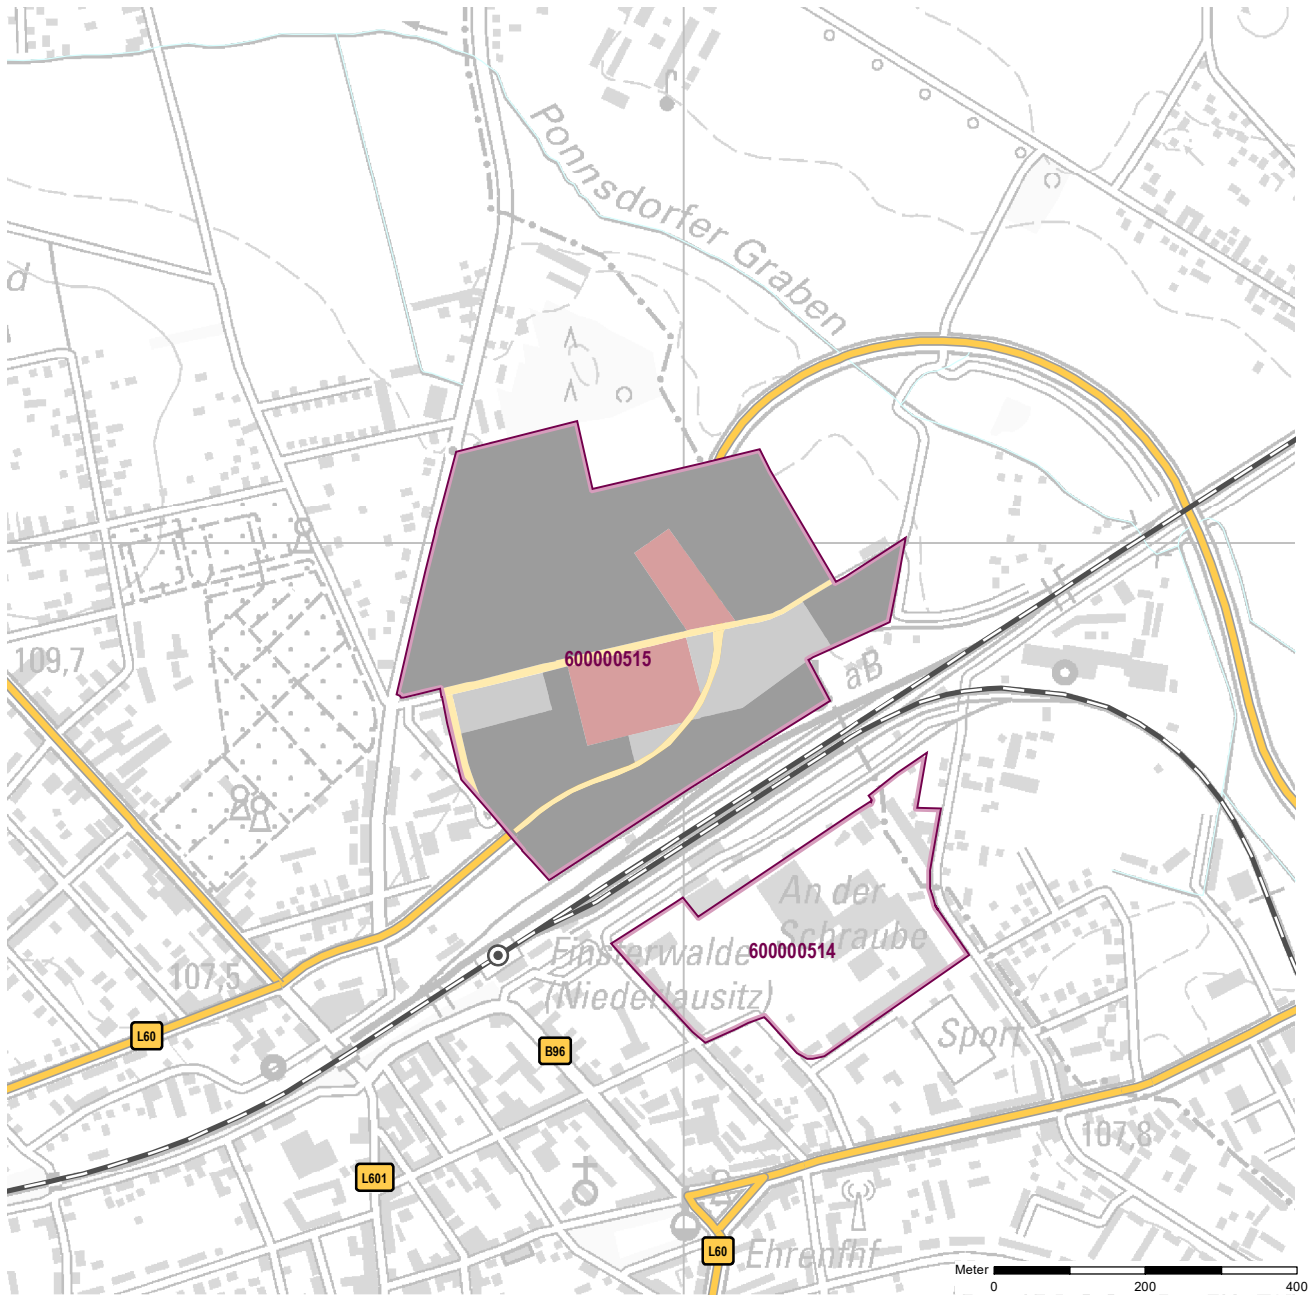 Ponnsdorfer Graben
d
600000515
109,7
aB
An der
Schraube
Finsterwalde
(Niederlausitz)
600000514
107,5
L60
B96
Sport
107,8
L601
L60
Ehrenfhf
Meter
0 200 400